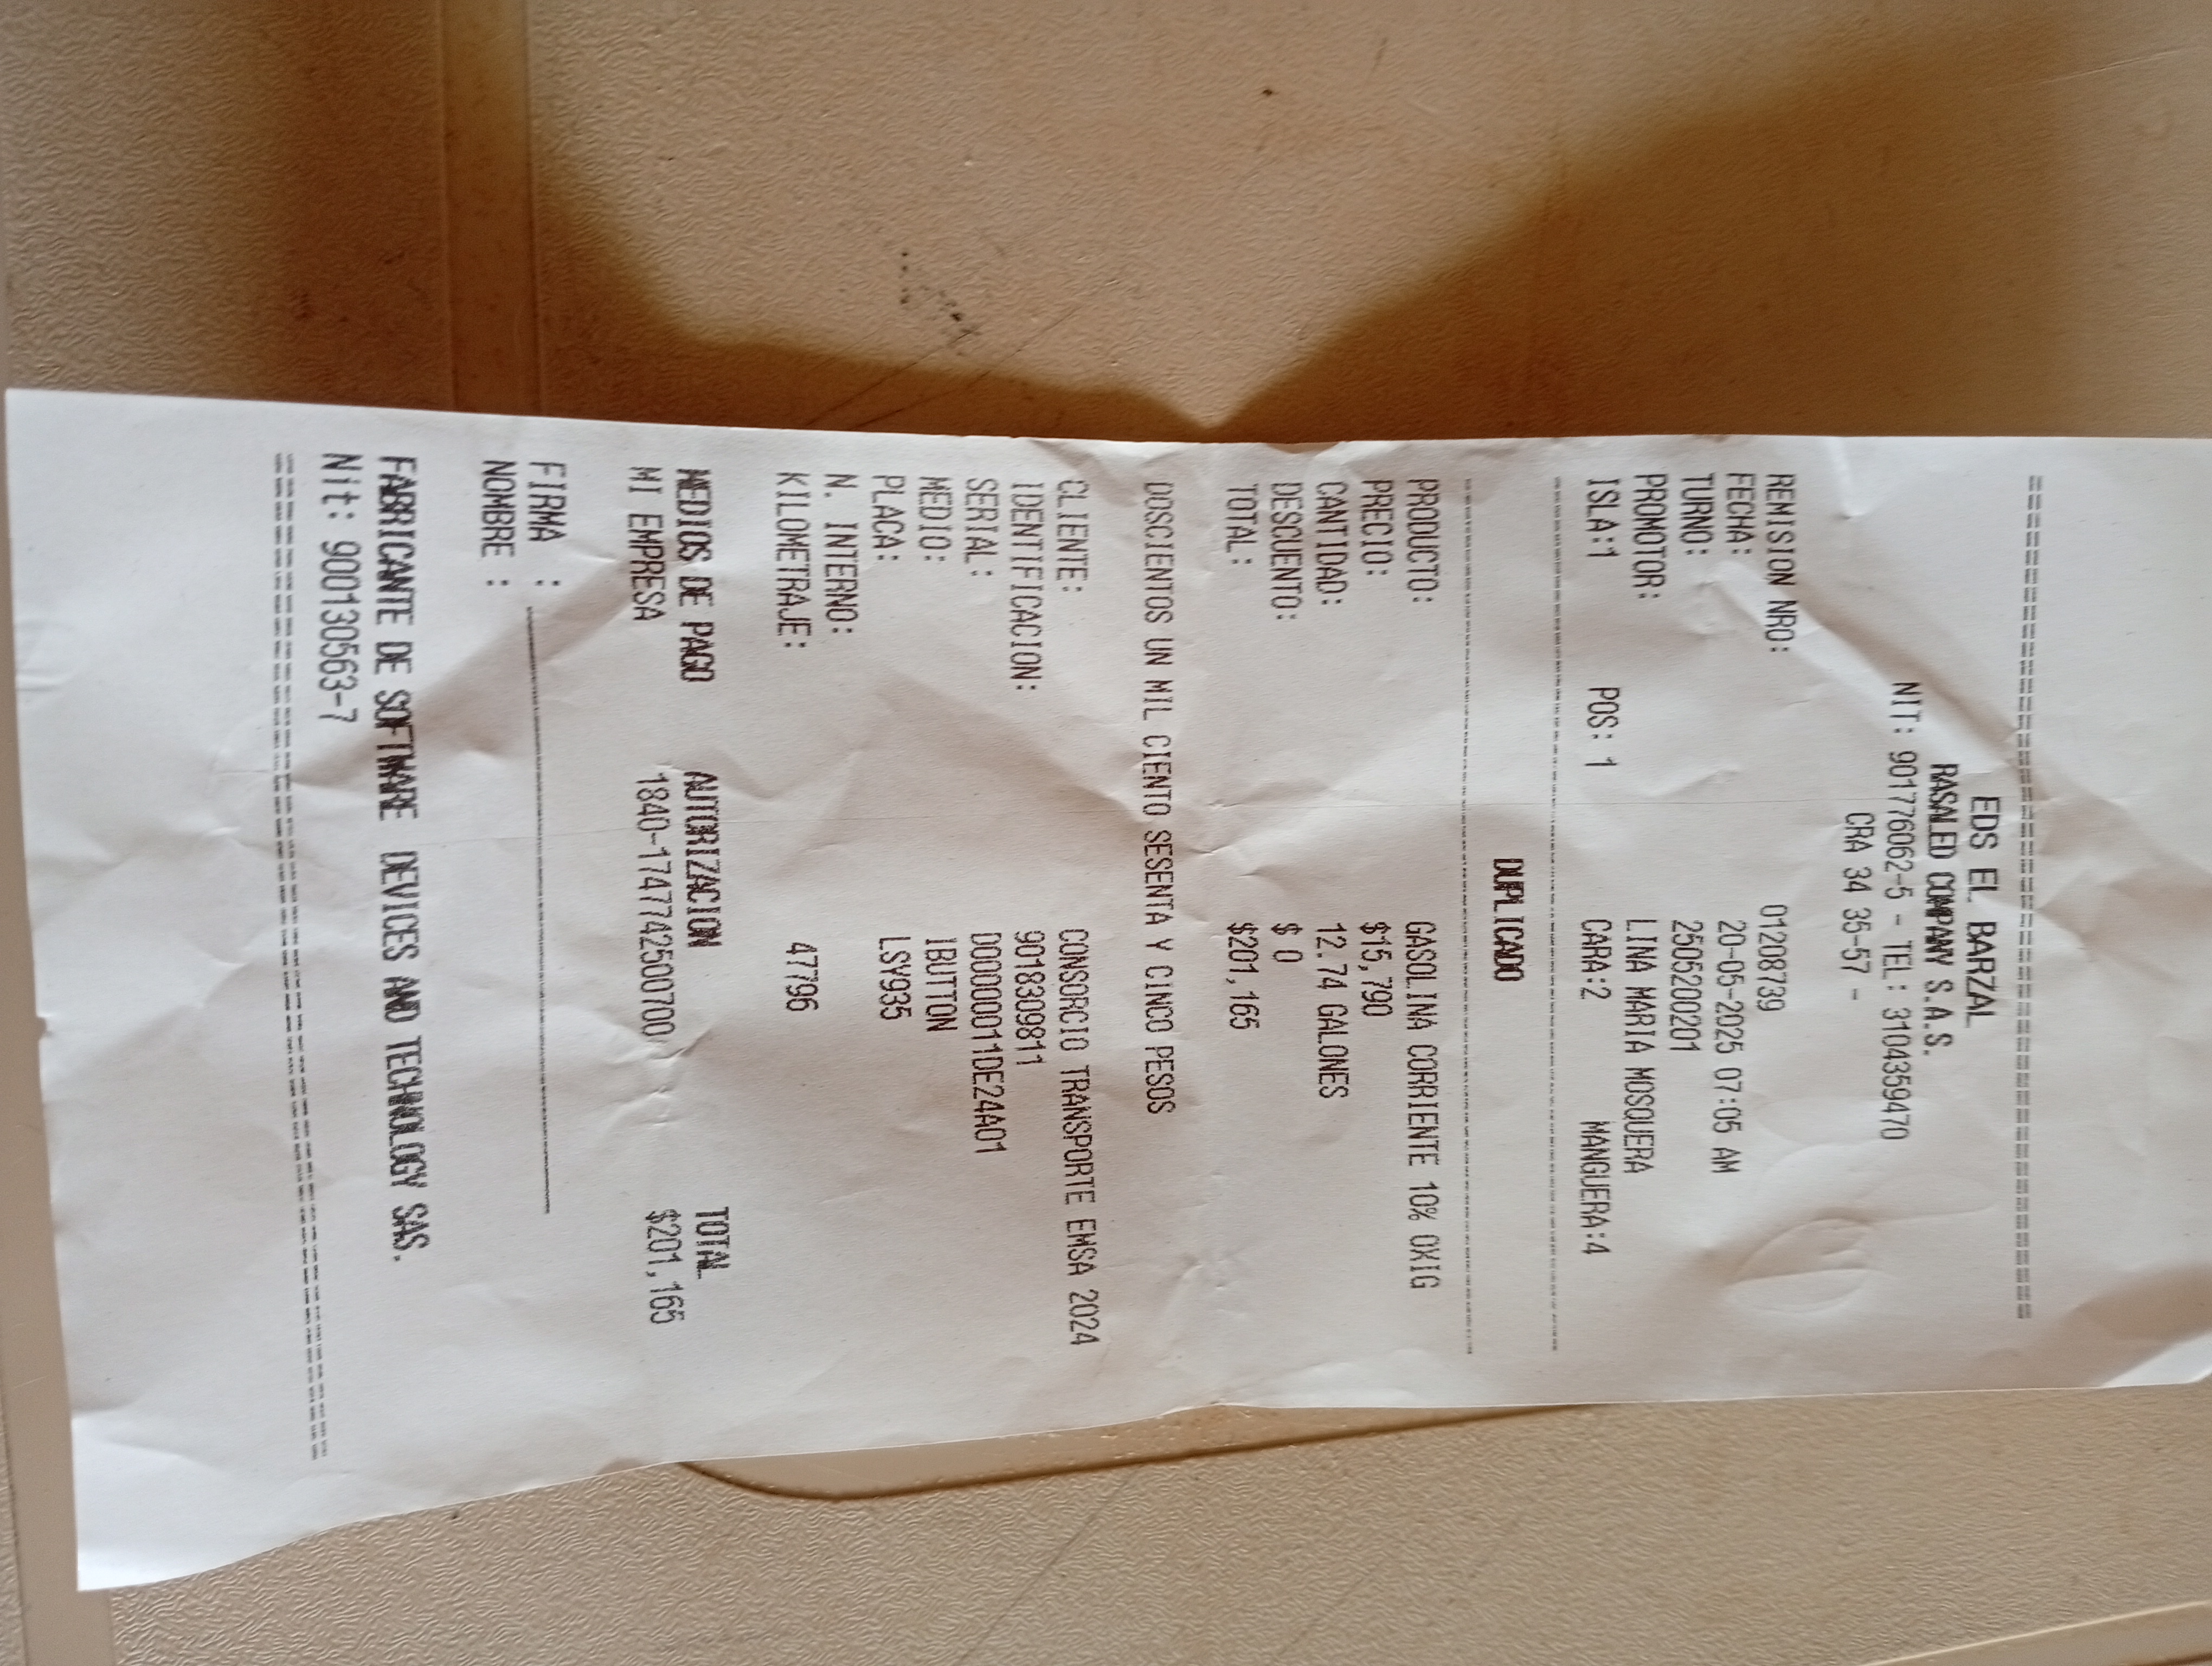 ================================================
EDS EL BARZAL
RASALED COMPANY S.A.S.
NIT: 901776062-5 - TEL: 3104359470
CRA 34 35-57 -
REMISION NRO: 01208739
FECHA: 20-05-2025 07:05 AM
TURNO: 2505200201
PROMOTOR: LINA MARIA MOSQUERA
ISLA:1 POS: 1 CARA:2 MANGUERA:4
------------------------------------------------
DUPLICADO
------------------------------------------------
PRODUCTO: GASOLINA CORRIENTE 10% OXIG
PRECIO: $15,790
CANTIDAD: 12.74 GALONES
DESCUENTO: $ 0
TOTAL: $201,165
DOSCIENTOS UN MIL CIENTO SESENTA Y CINCO PESOS
CLIENTE: CONSORCIO TRANSPORTE EMSA 2024
IDENTIFICACION: 9018309811
SERIAL: D000000011DE24A01
MEDIO: IBUTTON
PLACA: LSY935
N. INTERNO:
KILOMETRAJE: 47796
MEDIOS DE PAGO AUTORIZACION TOTAL
MI EMPRESA 1840-1747742500700 $201,165
FIRMA : ______________________________
NOMBRE :
FABRICANTE DE SOFTWARE DEVICES AND TECHNOLOGY SAS.
Nit: 900130563-7
================================================